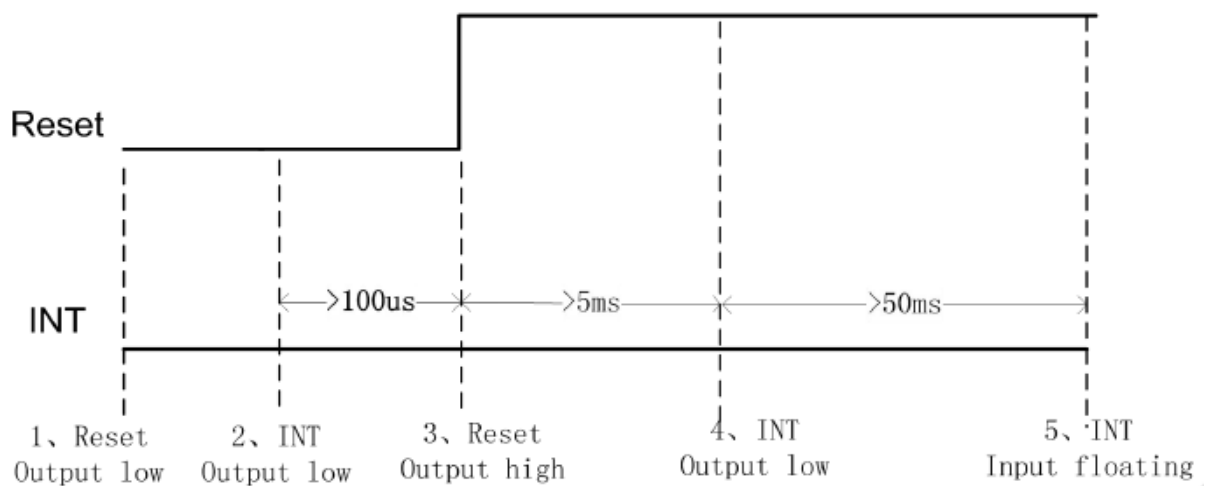 Reset
>100us
>5ms
>50ms
INT
1、Reset
Output low
2、INT
Output low
3、Reset
Output high
4、INT
Output low
5、INT
Input floating